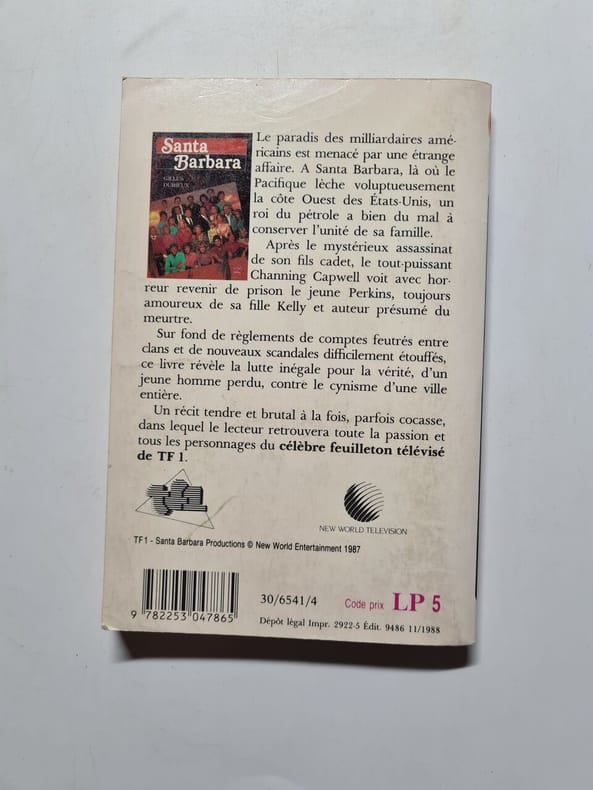 Santa
Barbara
GILLES
DURIEUX
Le paradis des milliardaires amé-
ricains est menacé par une étrange
affaire. A Santa Barbara, là où le
Pacifique lèche voluptueusement
la côte Ouest des États-Unis, un
roi du pétrole a bien du mal à
conserver l'unité de sa famille.
Après le mystérieux assassinat
de son fils cadet, le tout-puissant
Channing Capwell voit avec hor-
reur revenir de prison le jeune Perkins, toujours
amoureux de sa fille Kelly et auteur présumé du
meurtre.
Sur fond de règlements de comptes feutrés entre
clans et de nouveaux scandales difficilement étouffés,
ce livre révèle la lutte inégale pour la vérité, d'un
jeune homme perdu, contre le cynisme d'une ville
entière.
Un récit tendre et brutal à la fois, parfois cocasse,
dans lequel le lecteur retrouvera toute la passion et
tous les personnages du célèbre feuilleton télévisé
de TF 1.
NEW WORLD TELEVISION
TF1 - Santa Barbara Productions © New World Entertainment 1987
9 782253 047865
30/6541/4
Code prix LP 5
Dépôt légal Impr. 2922-5 Édit. 9486 11/1988